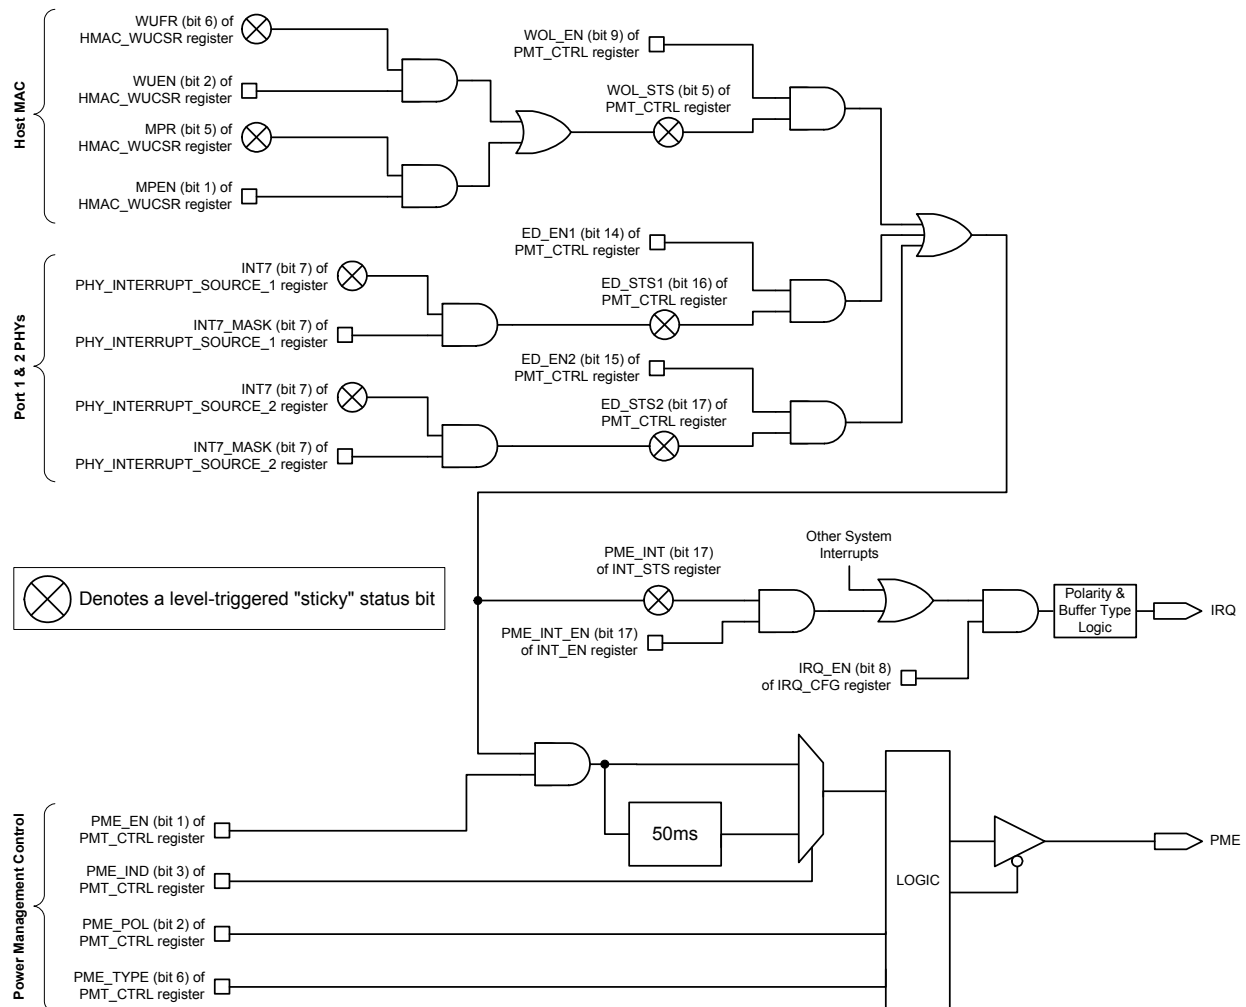 Host MAC
WUFR (bit 6) of
HMAC_WUCSR register
WUEN (bit 2) of
HMAC_WUCSR register
MPR (bit 5) of
HMAC_WUCSR register
MPEN (bit 1) of
HMAC_WUCSR register
WOL_EN (bit 9) of
PMT_CTRL register
WOL_STS (bit 5) of
PMT_CTRL register
Port 1 & 2 PHYs
INT7 (bit 7) of
PHY_INTERRUPT_SOURCE_1 register
INT7_MASK (bit 7) of
PHY_INTERRUPT_SOURCE_1 register
INT7 (bit 7) of
PHY_INTERRUPT_SOURCE_2 register
INT7_MASK (bit 7) of
PHY_INTERRUPT_SOURCE_2 register
ED_EN1 (bit 14) of
PMT_CTRL register
ED_STS1 (bit 16) of
PMT_CTRL register
ED_EN2 (bit 15) of
PMT_CTRL register
ED_STS2 (bit 17) of
PMT_CTRL register
Denotes a level-triggered "sticky" status bit
PME_INT (bit 17)
of INT_STS register
PME_INT_EN (bit 17)
of INT_EN register
Other System
Interrupts
IRQ_EN (bit 8)
of IRQ_CFG register
Polarity &
Buffer Type
Logic
IRQ
Power Management Control
PME_EN (bit 1) of
PMT_CTRL register
PME_IND (bit 3) of
PMT_CTRL register
PME_POL (bit 2) of
PMT_CTRL register
PME_TYPE (bit 6) of
PMT_CTRL register
50ms
LOGIC
PME